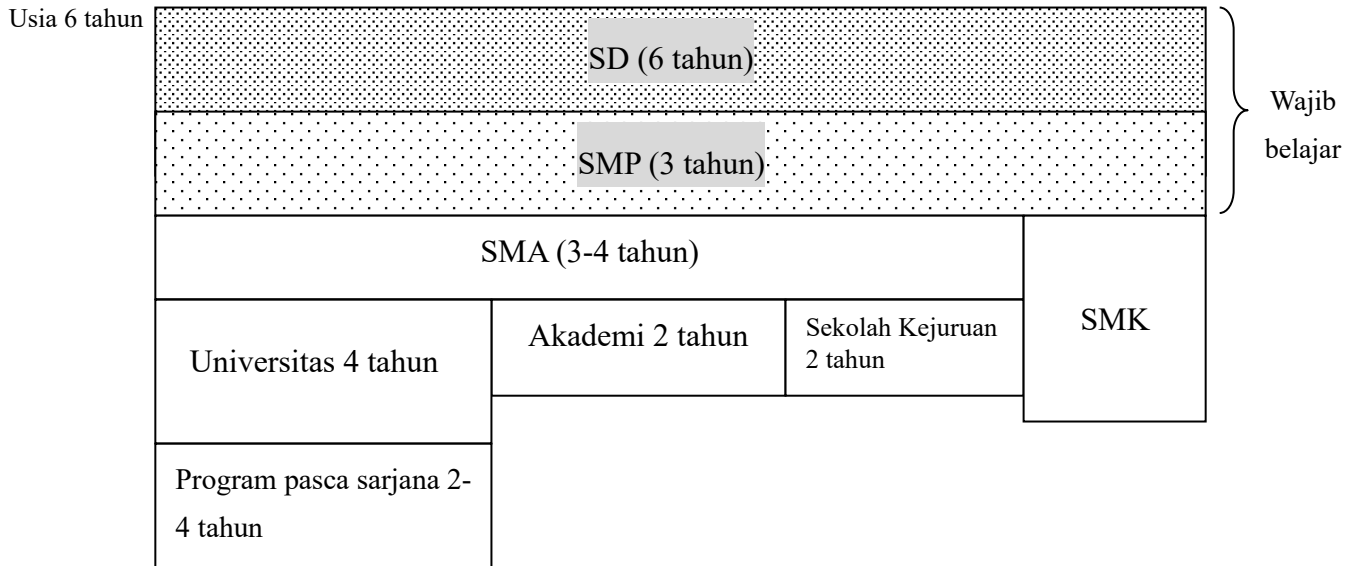 Usia 6 tahun
SD (6 tahun)
Wajib
belajar
SMP (3 tahun)
SMA (3-4 tahun)
SMK
Universitas 4 tahun
Akademi 2 tahun
Sekolah Kejuruan
2 tahun
Program pasca sarjana 2-
4 tahun